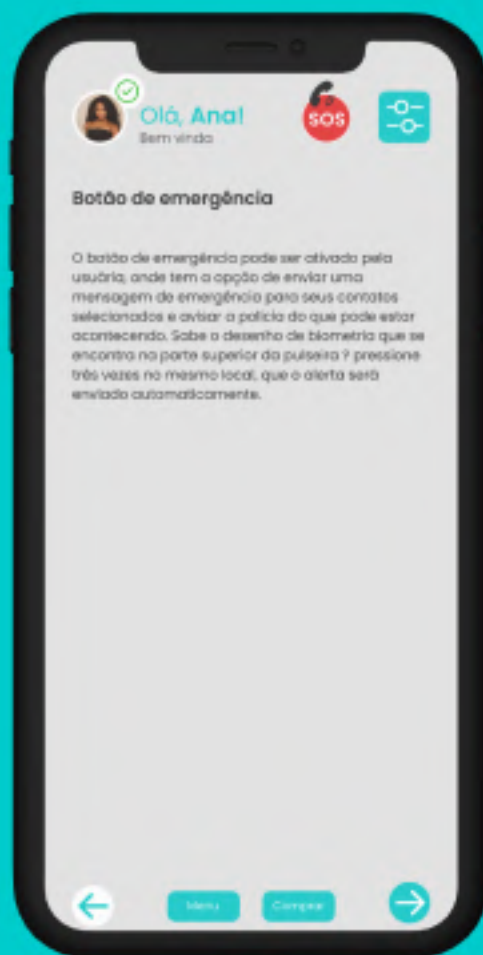 Olá, Ana!
Bem vinda
SOS
Botão de emergência
O botão de emergência pode ser ativado pela
usuária, onde tem a opção de enviar uma
mensagem de emergência para seus contatos
selecionados e avisar a polícia do que pode estar
acontecendo. Sabe o desenho de biometria que se
encontra na parte superior da pulseira ? pressione
três vezes no mesmo local, que o alerta será
enviado automaticamente.
Menu
Comprar